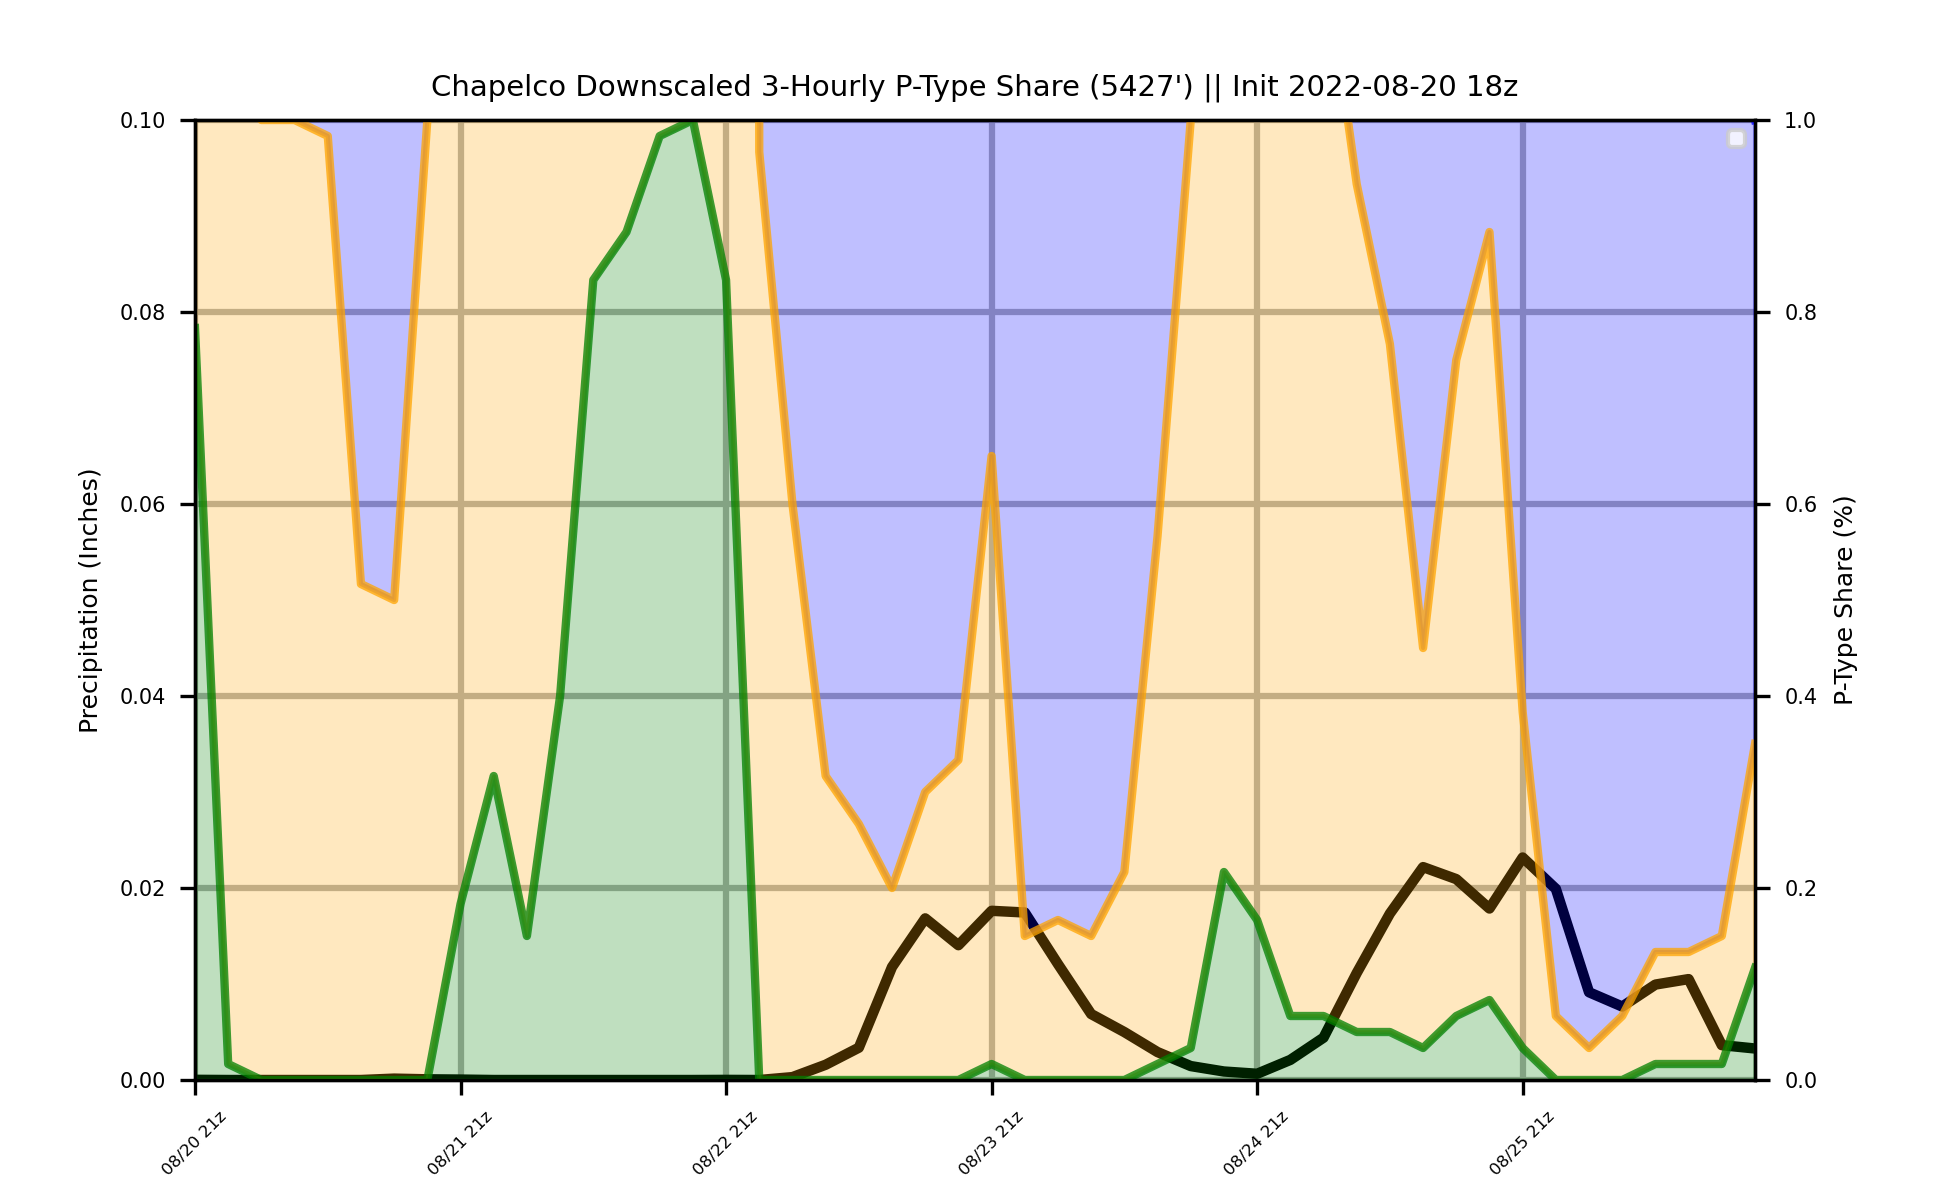 Chapelco Downscaled 3-Hourly P-Type Share (5427') || Init 2022-08-20 18z
0.10
0.08
0.06
0.04
0.02
0.00
Precipitation (Inches)
1.0
0.8
0.6
0.4
0.2
0.0
P-Type Share (%)
08/20 21z
08/21 21z
08/22 21z
08/23 21z
08/24 21z
08/25 21z